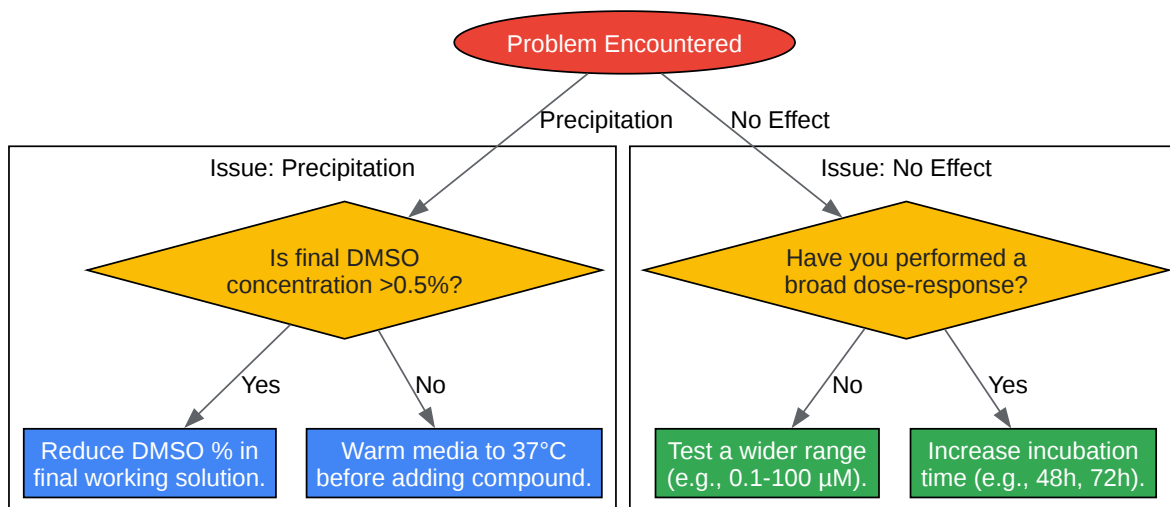 Problem Encountered
Precipitation
No Effect
Issue: Precipitation
Issue: No Effect
Is final DMSO
concentration >0.5%?
Have you performed a
broad dose-response?
Yes
No
No
Yes
Reduce DMSO % in
final working solution.
Warm media to 37°C
before adding compound.
Test a wider range
(e.g., 0.1-100 µM).
Increase incubation
time (e.g., 48h, 72h).